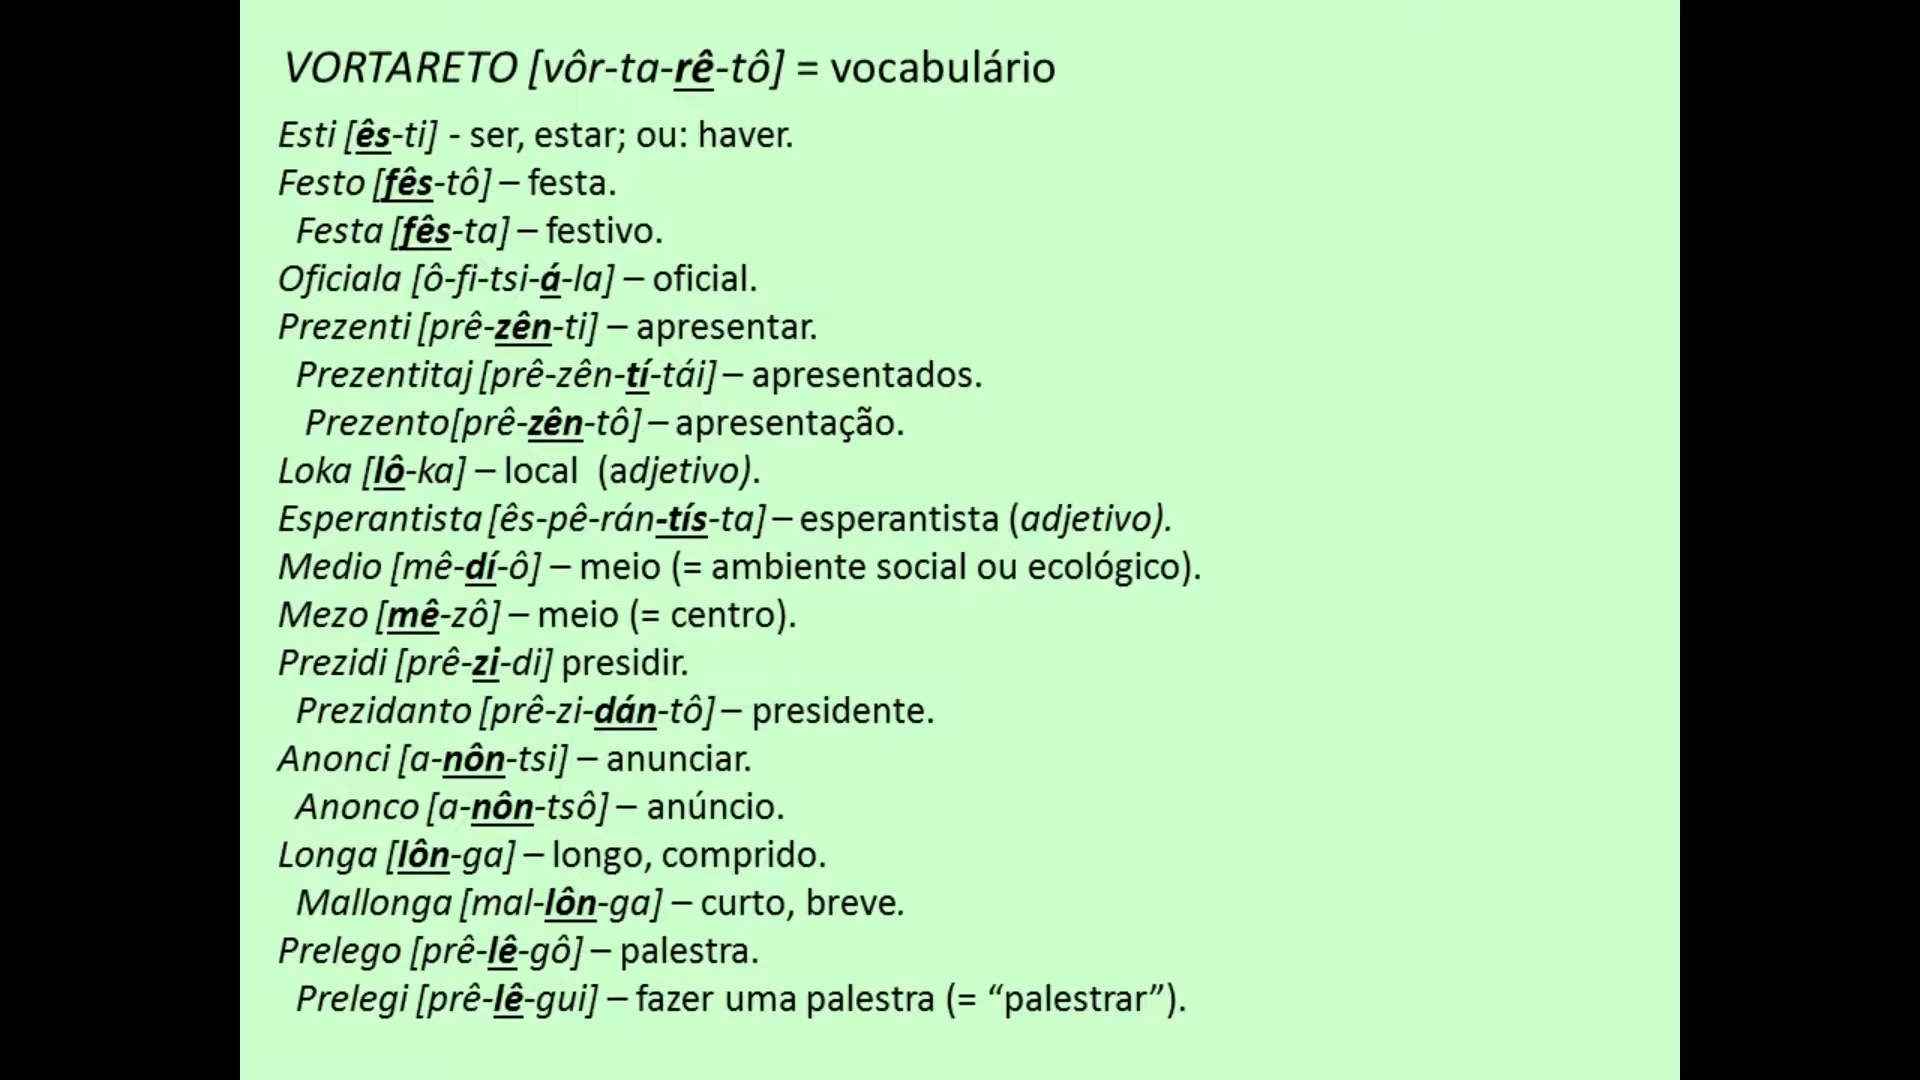 VORTARETO [vôr-ta-rê-tô] = vocabulário
Esti [ês-ti] - ser, estar; ou: haver.
Festo [fês-tô] – festa.
Festa [fês-ta] – festivo.
Oficiala [ô-fi-tsi-á-la] – oficial.
Prezenti [prê-zên-ti] – apresentar.
Prezentitaj [prê-zên-tí-tái] – apresentados.
Prezento[prê-zên-tô] – apresentação.
Loka [lô-ka] – local (adjetivo).
Esperantista [ês-pê-rán-tís-ta] – esperantista (adjetivo).
Medio [mê-dí-ô] – meio (= ambiente social ou ecológico).
Mezo [mê-zô] – meio (= centro).
Prezidi [prê-zi-di] presidir.
Prezidanto [prê-zi-dán-tô] – presidente.
Anonci [a-nôn-tsi] – anunciar.
Anonco [a-nôn-tsô] – anúncio.
Longa [lôn-ga] – longo, comprido.
Mallonga [mal-lôn-ga] – curto, breve.
Prelego [prê-lê-gô] – palestra.
Prelegi [prê-lê-gui] – fazer uma palestra (= “palestrar”).